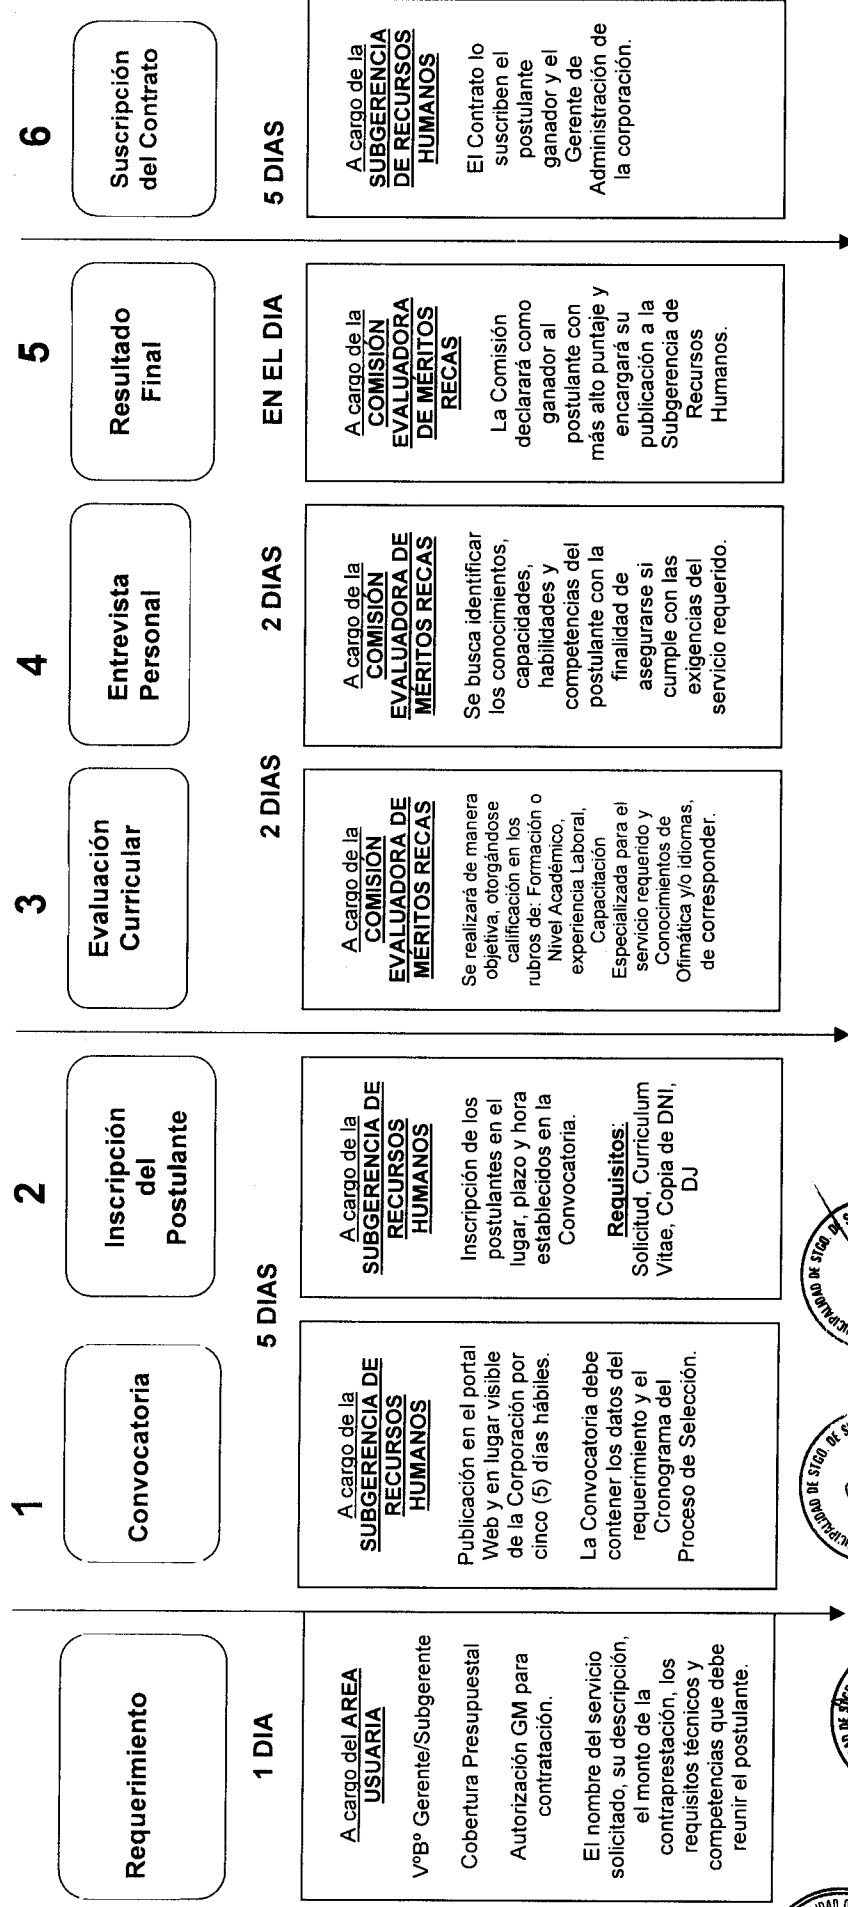 Requerimiento
1 DIA
A cargo del AREA
USUARIA
VºBº Gerente/Subgerente
Cobertura Presupuestal
Autorización GM para
contratación.
El nombre del servicio
solicitado, su descripción,
el monto de la
contraprestación, los
requisitos técnicos y
competencias que debe
reunir el postulante.
1
Convocatoria
5 DIAS
A cargo de la
SUBGERENCIA DE
RECURSOS
HUMANOS
Publicación en el portal
Web y en lugar visible
de la Corporación por
cinco (5) días hábiles.
La Convocatoria debe
contener los datos del
requerimiento y el
Cronograma del
Proceso de Selección.
2
Inscripción
del
Postulante
A cargo de la
SUBGERENCIA DE
RECURSOS
HUMANOS
Inscripción de los
postulantes en el
lugar, plazo y hora
establecidos en la
Convocatoria.
Requisitos:
Solicitud, Curriculum
Vitae, Copia de DNI,
DJ
3
Evaluación
Curricular
2 DIAS
A cargo de la
COMISIÓN
EVALUADORA DE
MÉRITOS RECAS
Se realizará de manera
objetiva, otorgándose
calificación en los
rubros de: Formación o
Nivel Académico,
experiencia Laboral,
Capacitación
Especializada para el
servicio requerido y
Conocimientos de
Ofimática y/o idiomas,
de corresponder.
4
Entrevista
Personal
2 DIAS
A cargo de la
COMISIÓN
EVALUADORA DE
MÉRITOS RECAS
Se busca identificar
los conocimientos,
capacidades,
habilidades y
competencias del
postulante con la
finalidad de
asegurarse si
cumple con las
exigencias del
servicio requerido.
5
Resultado
Final
EN EL DIA
A cargo de la
COMISIÓN
EVALUADORA
DE MÉRITOS
RECAS
La Comisión
declarará como
ganador al
postulante con
más alto puntaje y
encargará su
publicación a la
Subgerencia de
Recursos
Humanos.
6
Suscripción
del Contrato
5 DIAS
A cargo de la
SUBGERENCIA
DE RECURSOS
HUMANOS
El Contrato lo
suscriben el
postulante
ganador y el
Gerente de
Administración de
la corporación.
DE STGO. DE
DE STGO. DE